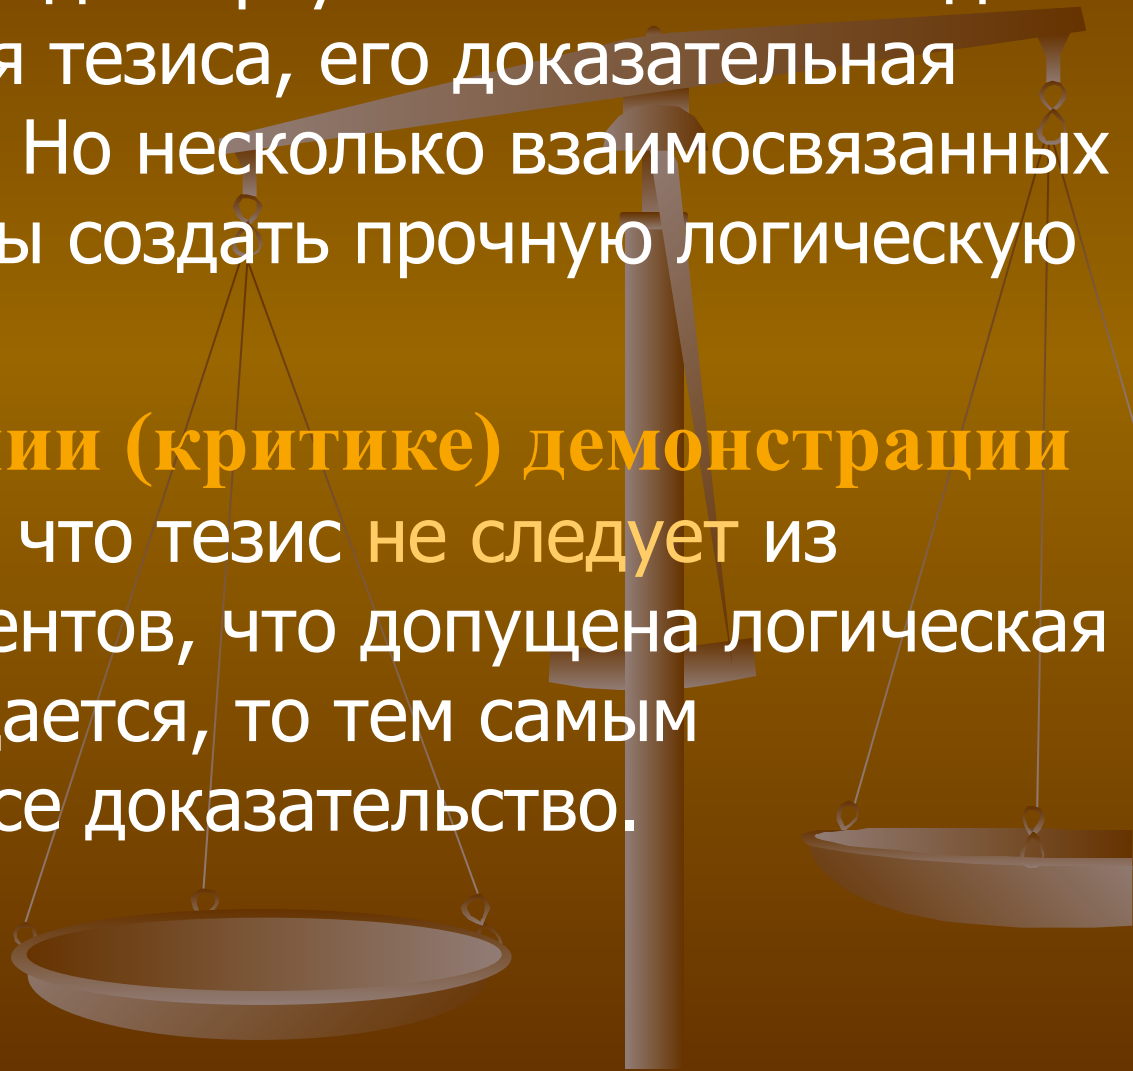 я тезиса, его доказательная
Но несколько взаимосвязанных
ы создать прочную логическую
ии (критике) демонстрации
что тезис не следует из
ентов, что допущена логическая
дается, то тем самым
се доказательство.